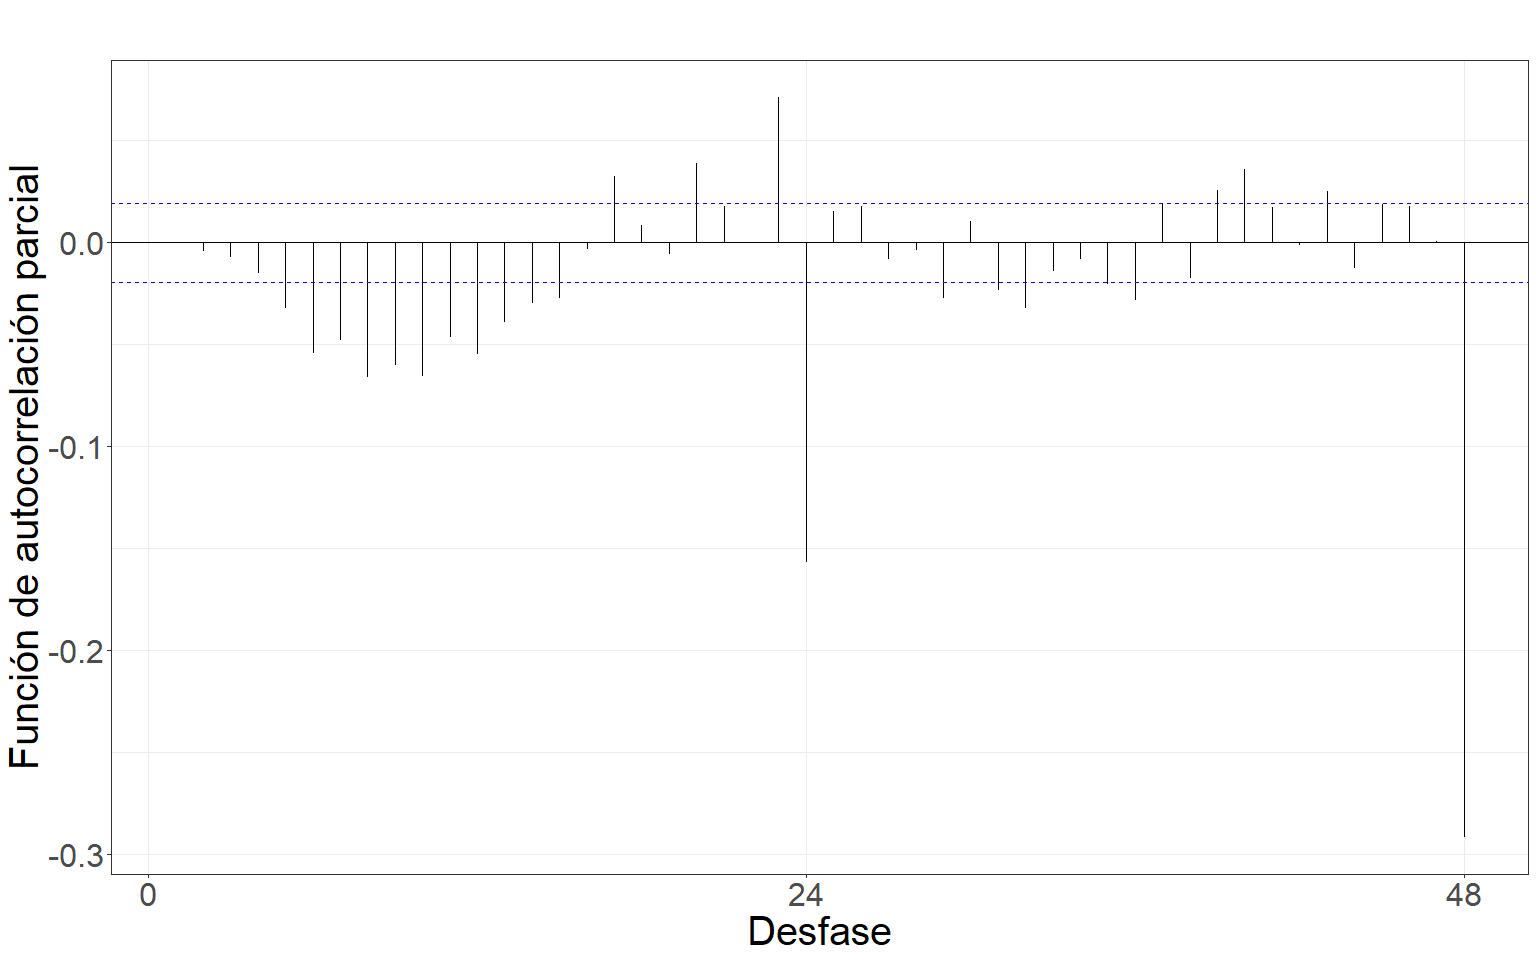 Función de autocorrelación parcial
0.0
-0.1
-0.2
-0.3
0 24 48
Desfase